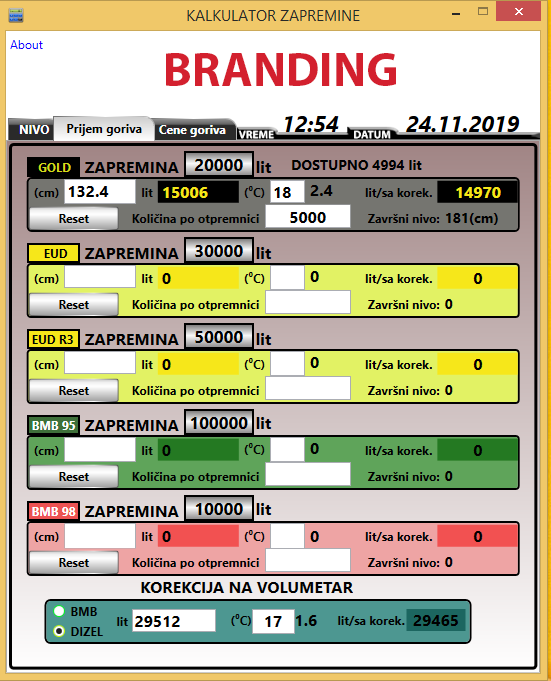 KALKULATOR ZAPREMINE
About
BRANDING
NIVO Prijem goriva Cene goriva VREME 12:54 DATUM 24.11.2019
GOLD ZAPREMINA 20000 lit DOSTUPNO 4994 lit
(cm) 132.4 lit 15006 (⁰C) 18 2.4 lit/sa korek. 14970
Reset Količina po otpremnici 5000 Završni nivo: 181(cm)
EUD ZAPREMINA 30000 lit
(cm) lit 0 (⁰C) 0 lit/sa korek. 0
Reset Količina po otpremnici Završni nivo: 0
EUD R3 ZAPREMINA 50000 lit
(cm) lit 0 (⁰C) 0 lit/sa korek. 0
Reset Količina po otpremnici Završni nivo: 0
BMB 95 ZAPREMINA 100000 lit
(cm) lit 0 (⁰C) 0 lit/sa korek. 0
Reset Količina po otpremnici Završni nivo: 0
BMB 98 ZAPREMINA 10000 lit
(cm) lit 0 (⁰C) 0 lit/sa korek. 0
Reset Količina po otpremnici Završni nivo: 0
KOREKCIJA NA VOLUMETAR
BMB
DIZEL lit 29512 (⁰C) 17 1.6 lit/sa korek. 29465